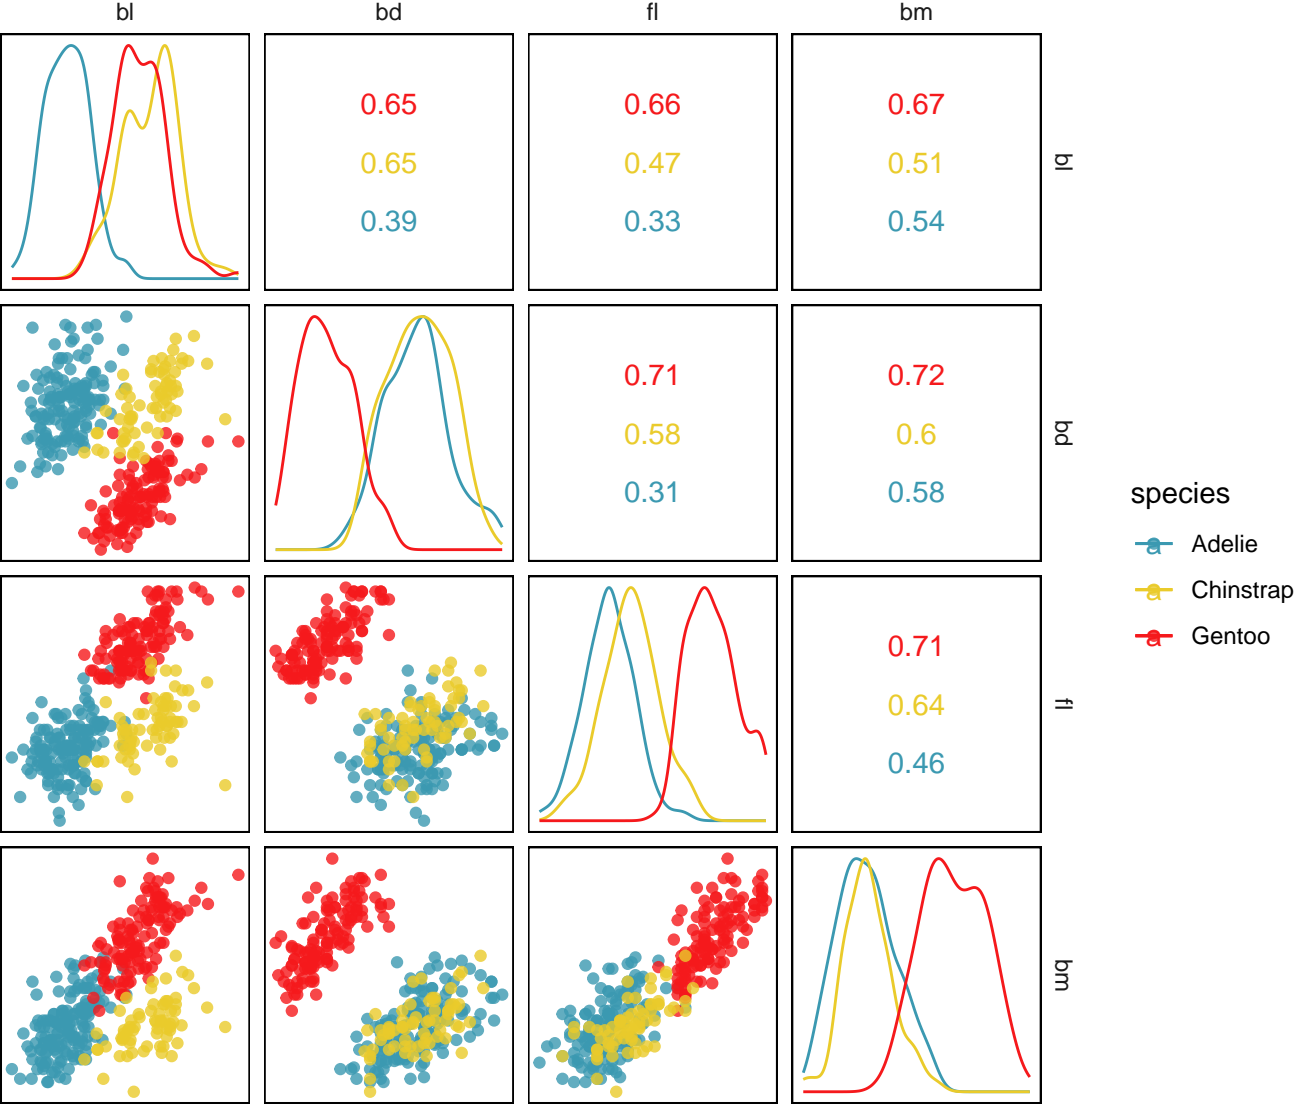 bl bd fl bm
0.65 0.66 0.67
0.65 0.47 0.51
0.39 0.33 0.54
bl
0.71 0.72
0.58 0.6
0.31 0.58
bd
species
a Adelie
a Chinstrap
a Gentoo
0.71
0.64
0.46
fl
bm